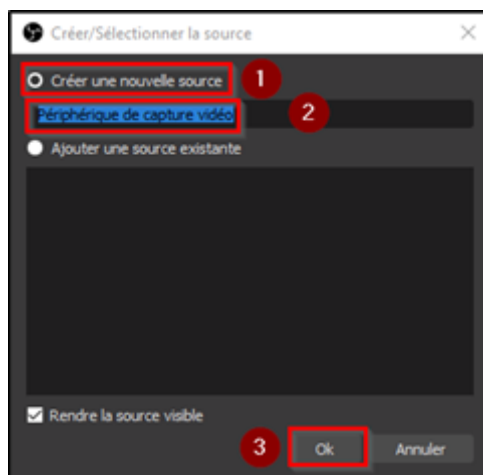 Créer/Sélectionner la source
Créer une nouvelle source 1
Périphérique de capture vidéo 2
Ajouter une source existante
Rendre la source visible
3 Ok Annuler